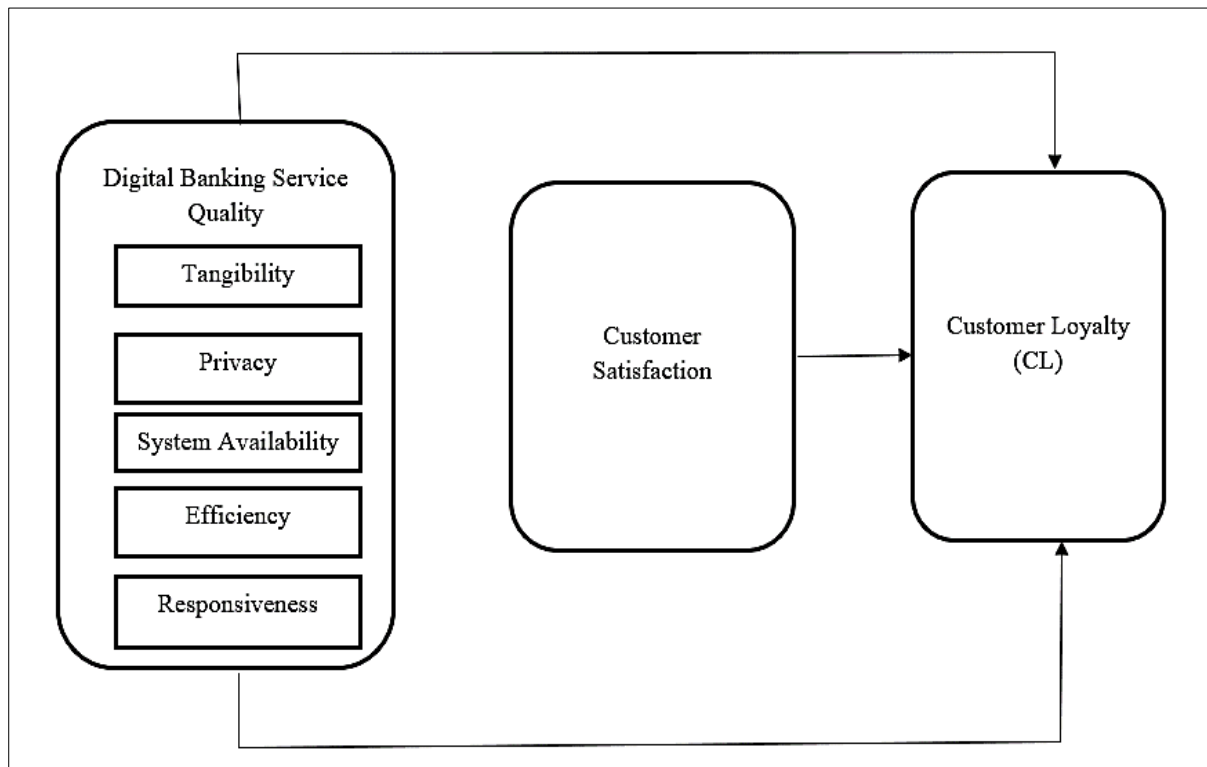 Digital Banking Service
Quality
Tangibility
Privacy
System Availability
Efficiency
Responsiveness
Customer
Satisfaction
Customer Loyalty
(CL)